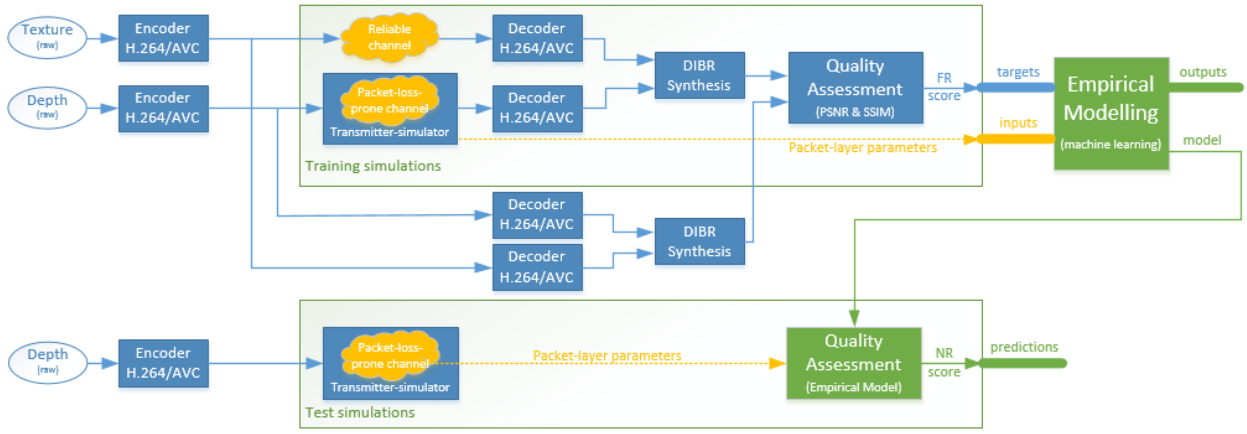 Texture
(raw)
Encoder
H.264/AVC
Reliable
channel
Decoder
H.264/AVC
DIBR
Synthesis
Quality
Assessment
(PSNR & SSIM)
FR
score
targets
Empirical
Modelling
(machine learning)
outputs
Depth
(raw)
Encoder
H.264/AVC
Packet-loss-
prone channel
Transmitter-simulator
Decoder
H.264/AVC
inputs
Packet-layer parameters
model
Training simulations
Decoder
H.264/AVC
Decoder
H.264/AVC
DIBR
Synthesis
Depth
(raw)
Encoder
H.264/AVC
Packet-loss-
prone channel
Transmitter-simulator
Packet-layer parameters
Quality
Assessment
(Empirical Model)
NR
score
predictions
Test simulations